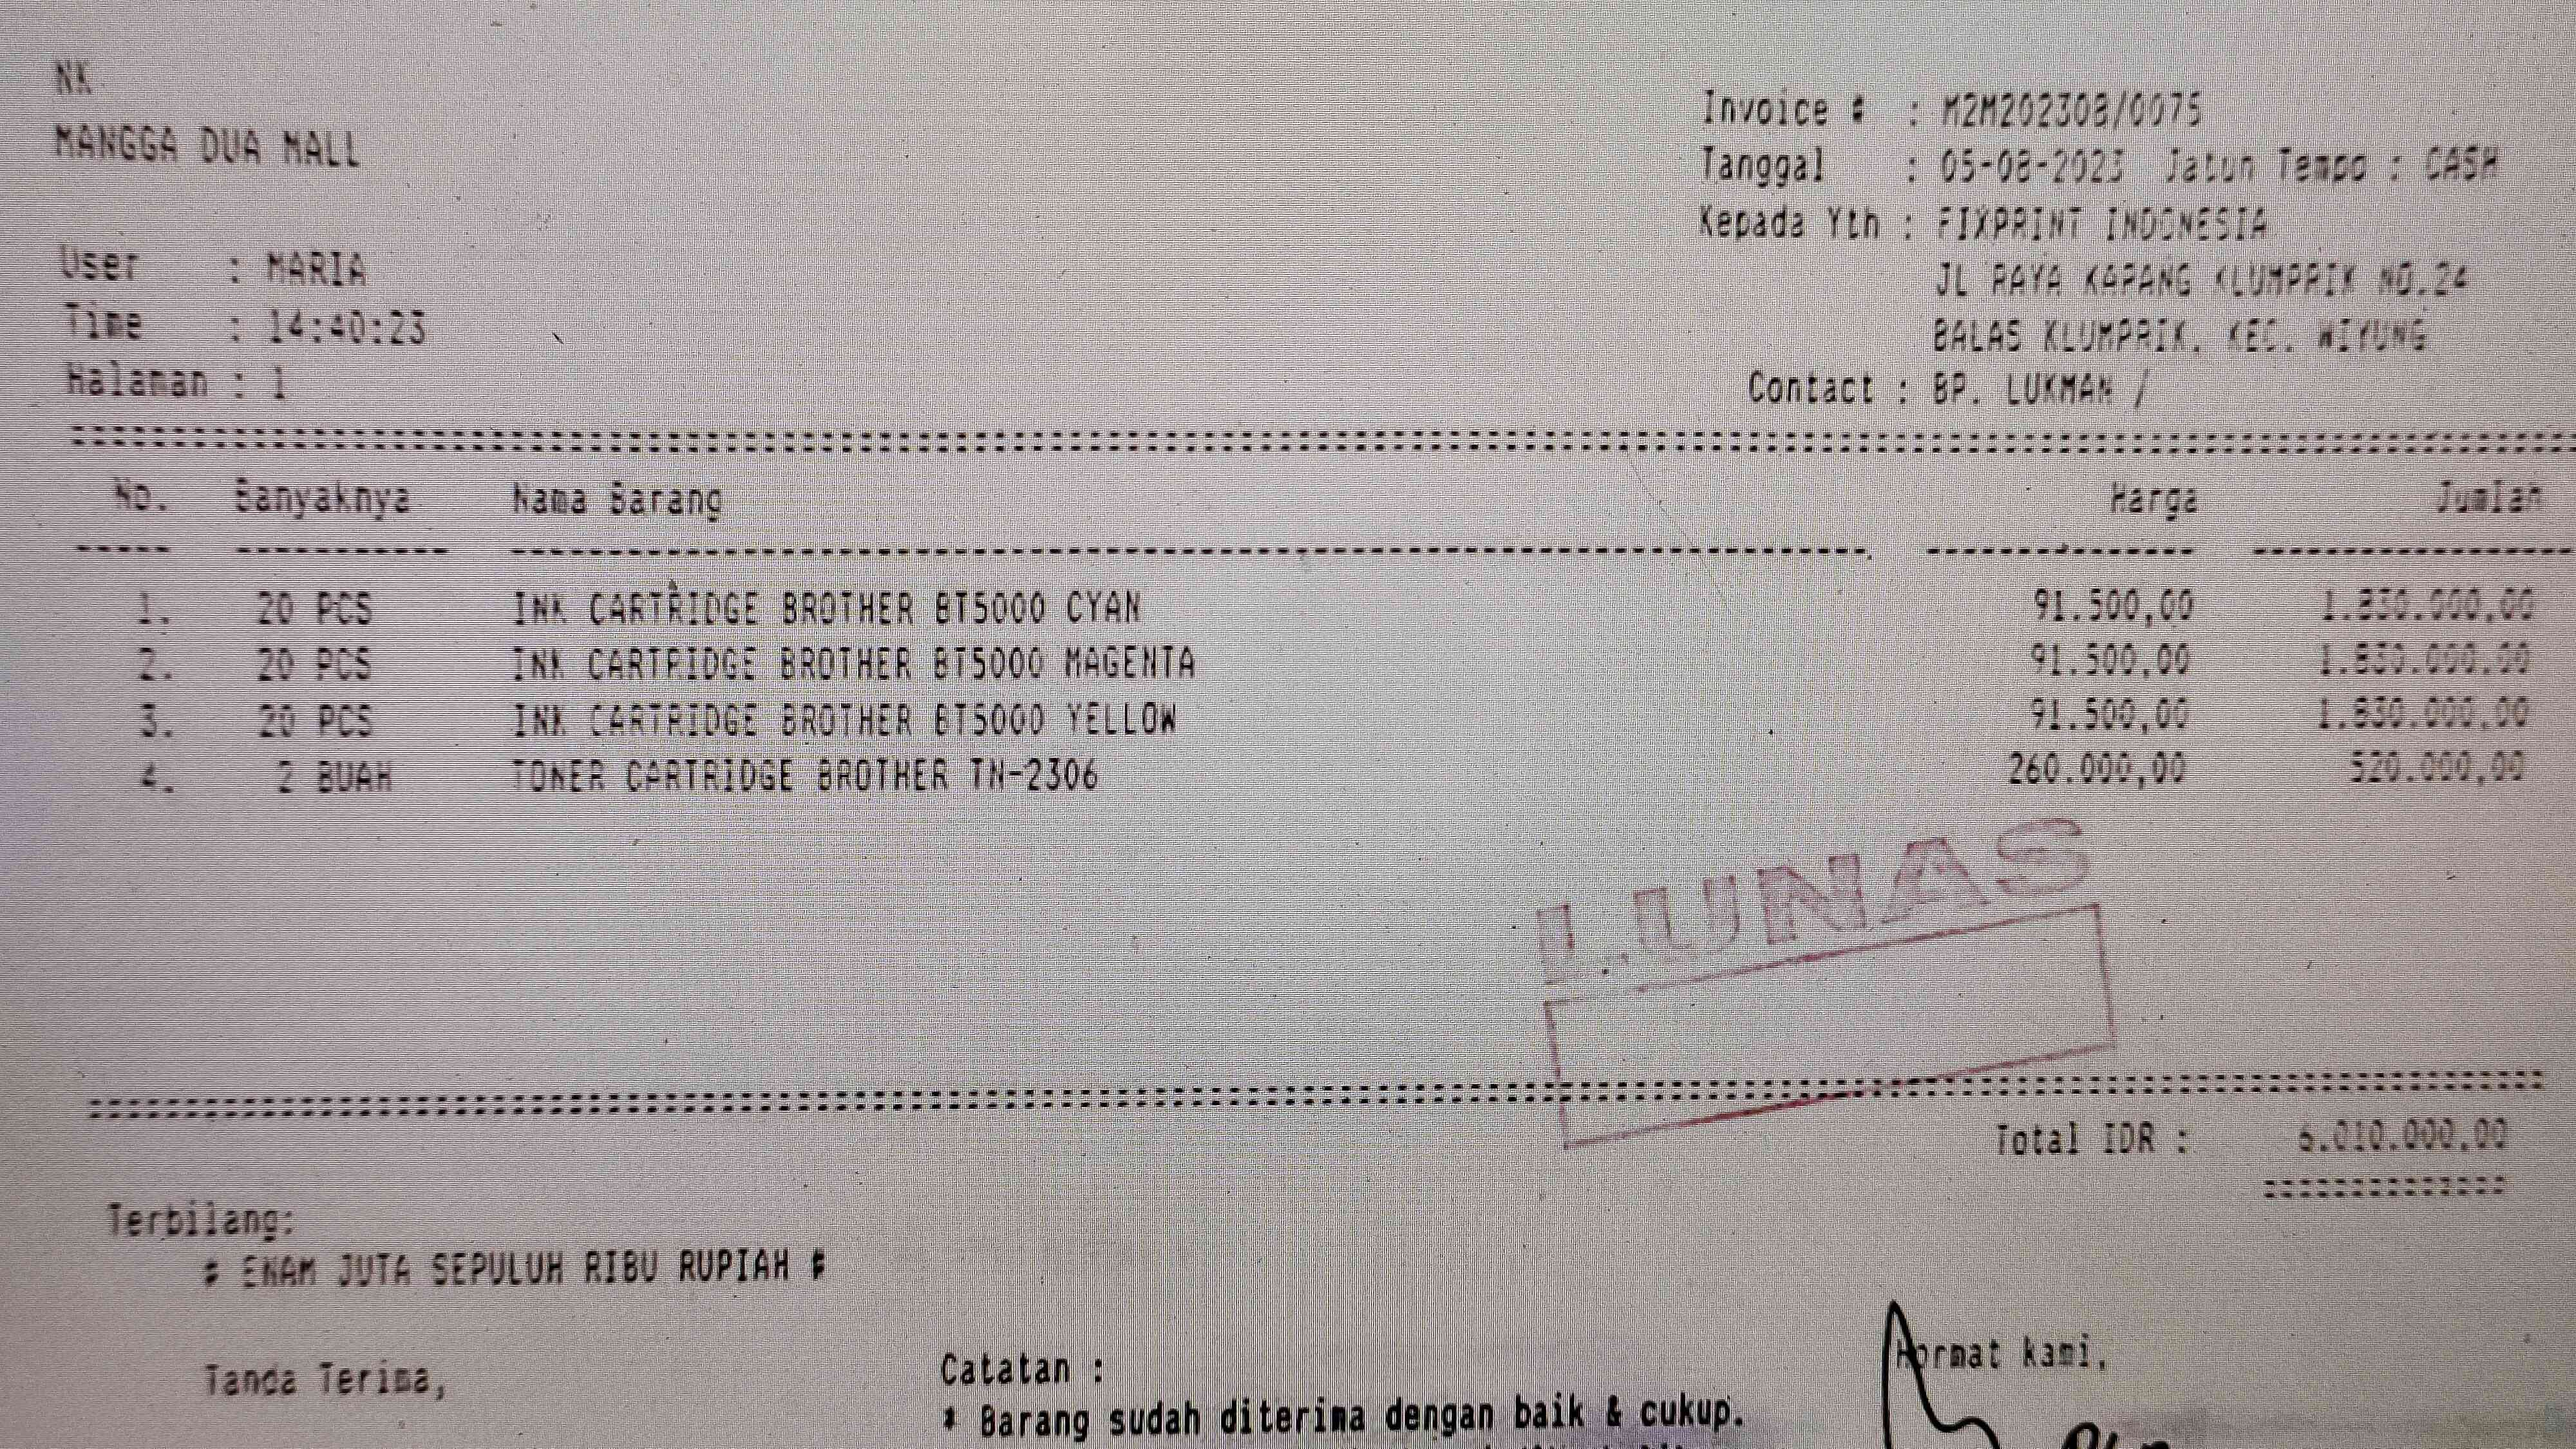 NK
MANGGA DUA MALL
Invoice # : M2M202308/0075
Tanggal : 05-08-2023 Jatuh Tempo : CASH
Kepada Yth : FIXPRINT INDONESIA
JL RAYA KARANG KLUMPRIK NO.24
BALAS KLUMPRIK, KEC. WIYUNG
Contact : BP. LUKMAN /
User : MARIA
Time : 14:40:23
Halaman : 1
No. Banyaknya Nama Barang Harga Jumlah
1. 20 PCS INK CARTRIDGE BROTHER BT5000 CYAN 91.500,00 1.830.000,00
2. 20 PCS INK CARTRIDGE BROTHER BT5000 MAGENTA 91.500,00 1.830.000,00
3. 20 PCS INK CARTRIDGE BROTHER BT5000 YELLOW 91.500,00 1.830.000,00
4. 2 BUAH TONER CARTRIDGE BROTHER TN-2306 260.000,00 520.000,00
LUNAS
Total IDR : 6.010.000,00
Terbilang:
# ENAM JUTA SEPULUH RIBU RUPIAH #
Tanda Terima,
Catatan :
* Barang sudah diterima dengan baik & cukup.
Hormat kami,